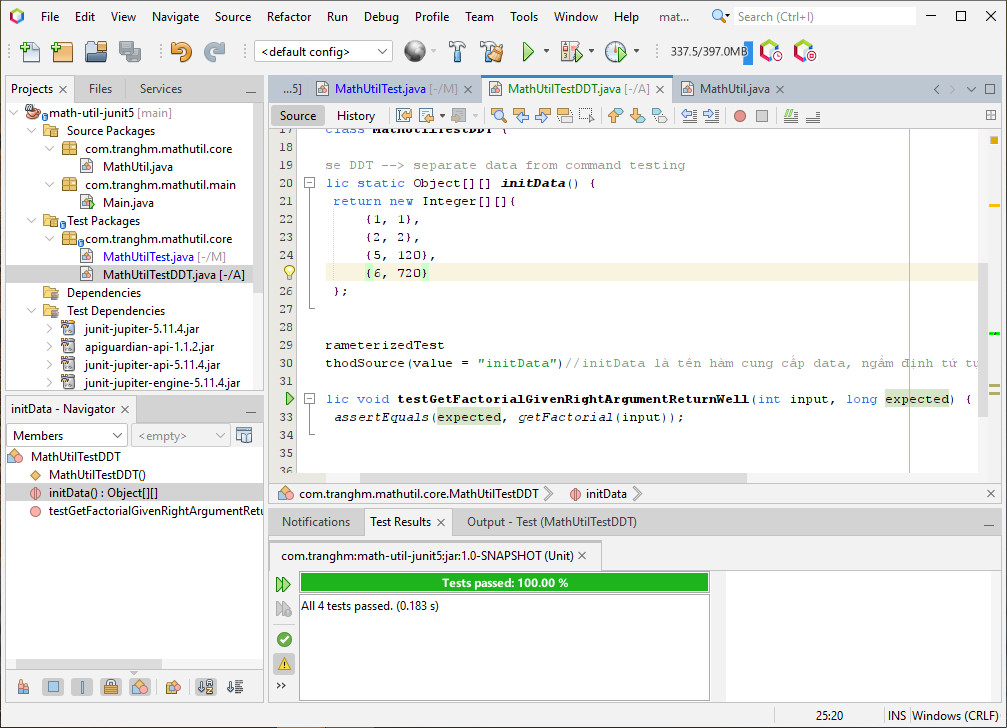 File Edit View Navigate Source Refactor Run Debug Profile Team Tools Window Help mat... Search (Ctrl+I)
<default config> 337.5/397.0MB
Projects Files Services
math-util-junit5 [main]
Source Packages
com.tranghm.mathutil.core
MathUtil.java
com.tranghm.mathutil.main
Main.java
Test Packages
com.tranghm.mathutil.core
MathUtilTest.java [-/M]
MathUtilTestDDT.java [-/A]
Dependencies
Test Dependencies
junit-jupiter-5.11.4.jar
apiguardian-api-1.1.2.jar
junit-jupiter-api-5.11.4.jar
junit-jupiter-engine-5.11.4.jar
initData - Navigator
Members <empty>
MathUtilTestDDT
MathUtilTestDDT()
initData() : Object[][]
testGetFactorialGivenRightArgumentRetu
...5] MathUtilTest.java [-/M] MathUtilTestDDT.java [-/A] MathUtil.java
Source History
17 class MathUtilTestDDT {
18
19 se DDT --> separate data from command testing
20 lic static Object[][] initData() {
21 return new Integer[][]{
22 {1, 1},
23 {2, 2},
24 {5, 120},
{6, 720}
26 };
27
28
29 rameterizedTest
30 thodSource(value = "initData")//initData là tên hàm cung cấp data, ngầm định từ tụ
31
lic void testGetFactorialGivenRightArgumentReturnWell(int input, long expected) {
33 assertEquals(expected, getFactorial(input));
34
35
36
com.tranghm.mathutil.core.MathUtilTestDDT initData
Notifications Test Results Output - Test (MathUtilTestDDT)
com.tranghm:math-util-junit5:jar:1.0-SNAPSHOT (Unit)
Tests passed: 100.00 %
All 4 tests passed. (0.183 s)
25:20 INS Windows (CRLF)